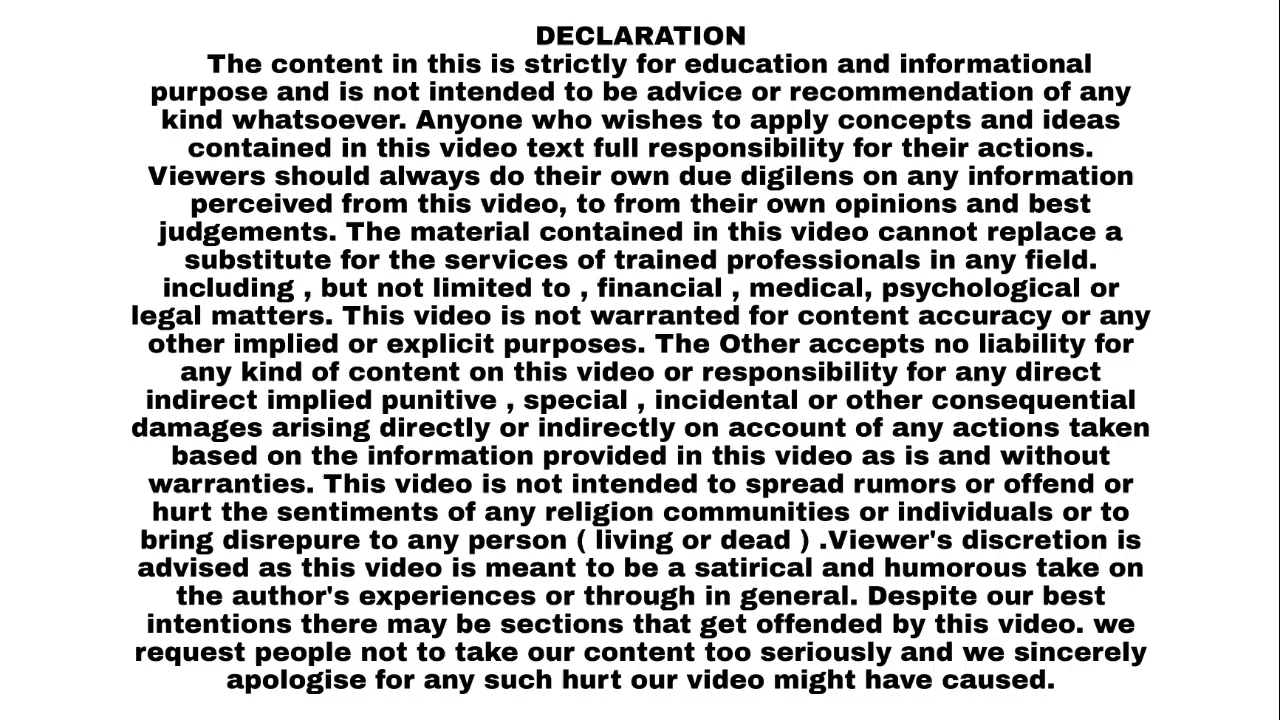 DECLARATION
The content in this is strictly for education and informational
purpose and is not intended to be advice or recommendation of any
kind whatsoever. Anyone who wishes to apply concepts and ideas
contained in this video text full responsibility for their actions.
Viewers should always do their own due digilens on any information
perceived from this video, to from their own opinions and best
judgements. The material contained in this video cannot replace a
substitute for the services of trained professionals in any field.
including , but not limited to , financial , medical, psychological or
legal matters. This video is not warranted for content accuracy or any
other implied or explicit purposes. The Other accepts no liability for
any kind of content on this video or responsibility for any direct
indirect implied punitive , special , incidental or other consequential
damages arising directly or indirectly on account of any actions taken
based on the information provided in this video as is and without
warranties. This video is not intended to spread rumors or offend or
hurt the sentiments of any religion communities or individuals or to
bring disrepure to any person ( living or dead ) .Viewer's discretion is
advised as this video is meant to be a satirical and humorous take on
the author's experiences or through in general. Despite our best
intentions there may be sections that get offended by this video. we
request people not to take our content too seriously and we sincerely
apologise for any such hurt our video might have caused.